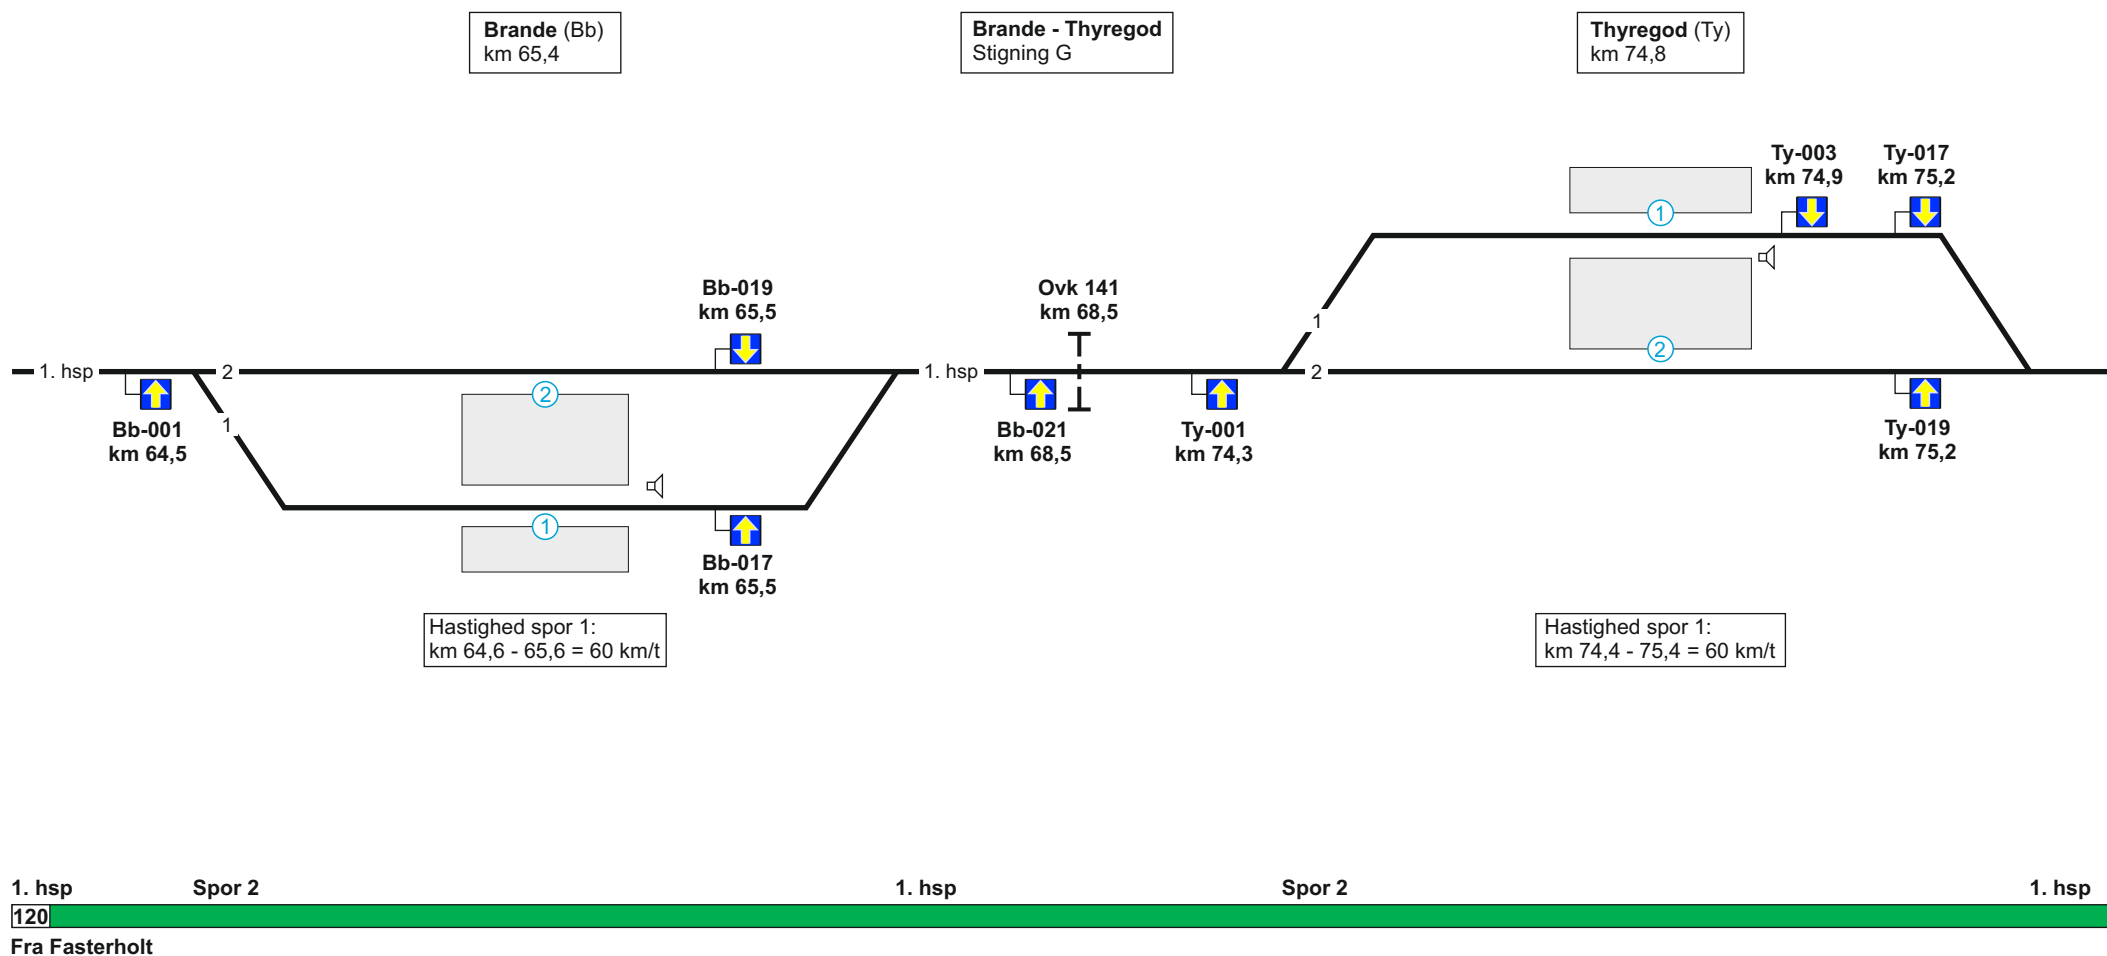 Brande (Bb)
km 65,4
Brande - Thyregod
Stigning G
Thyregod (Ty)
km 74,8
Ty-003
km 74,9
Ty-017
km 75,2
1
Bb-019
km 65,5
Ovk 141
km 68,5
1
2
1. hsp
2
1. hsp
2
2
Bb-001
km 64,5
1
Bb-021
km 68,5
Ty-001
km 74,3
Ty-019
km 75,2
1
Bb-017
km 65,5
Hastighed spor 1:
km 64,6 - 65,6 = 60 km/t
Hastighed spor 1:
km 74,4 - 75,4 = 60 km/t
1. hsp
Spor 2
1. hsp
Spor 2
1. hsp
120
Fra Fasterholt